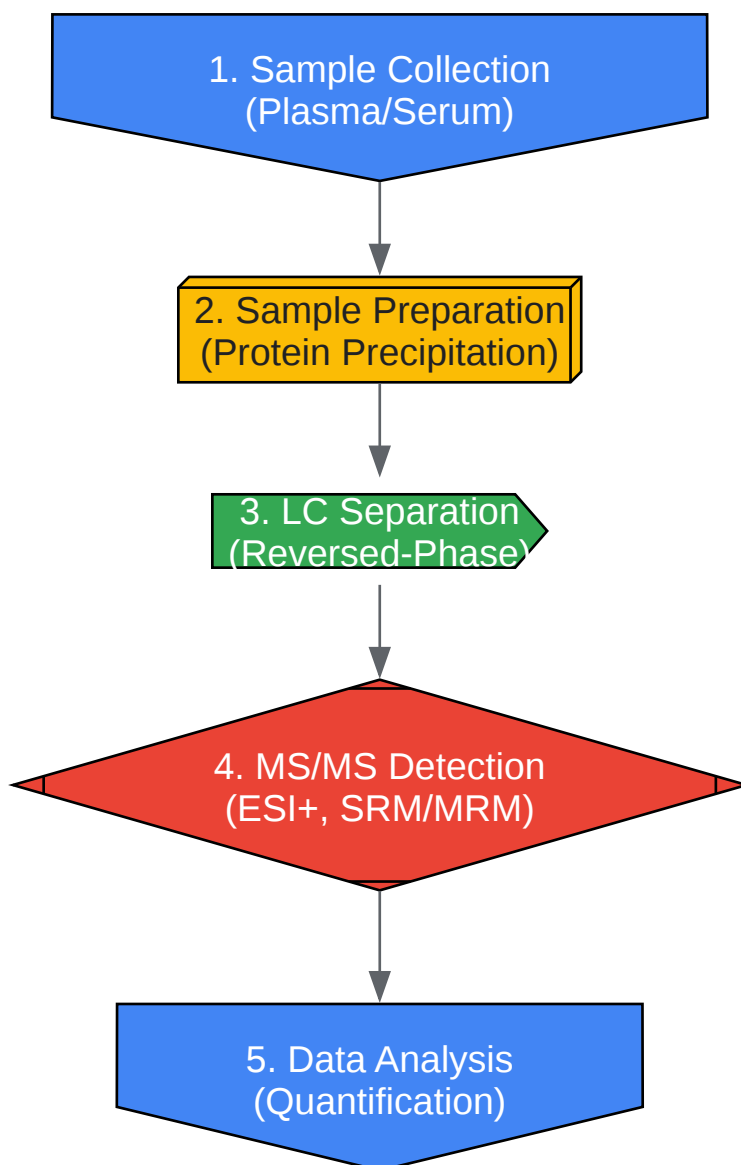 1. Sample Collection
(Plasma/Serum)
2. Sample Preparation
(Protein Precipitation)
3. LC Separation
(Reversed-Phase)
4. MS/MS Detection
(ESI+, SRM/MRM)
5. Data Analysis
(Quantification)